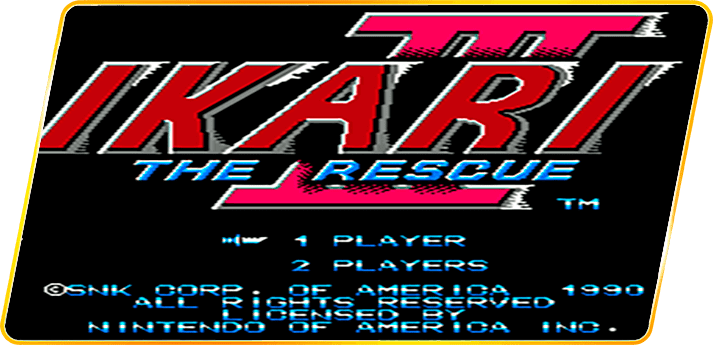 III
IKARI
THE RESCUE
TM
1 PLAYER
2 PLAYERS
©SNK CORP. OF AMERICA 1990
ALL RIGHTS RESERVED
LICENSED BY
NINTENDO OF AMERICA INC.